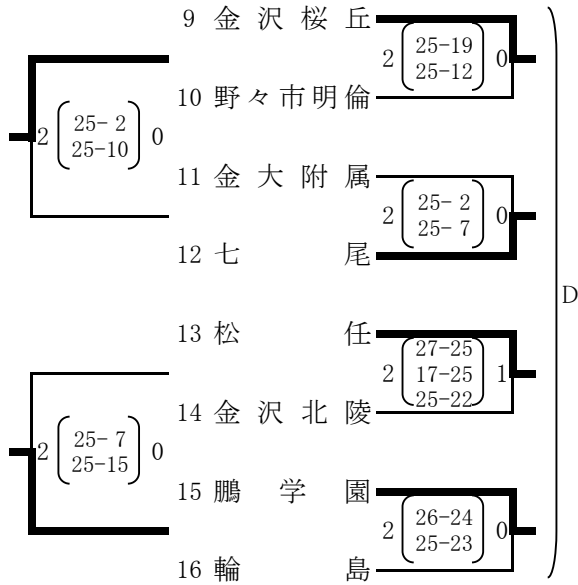 9 金沢桜丘
2 25-19 0
25-12
10 野々市明倫
2 25- 2 0
25-10
11 金大附属
2 25- 2 0
25- 7
12 七尾
D
13 松任
27-25
2 17-25 1
25-22
14 金沢北陵
2 25- 7 0
25-15
15 鵬学園
2 26-24 0
25-23
16 輪島